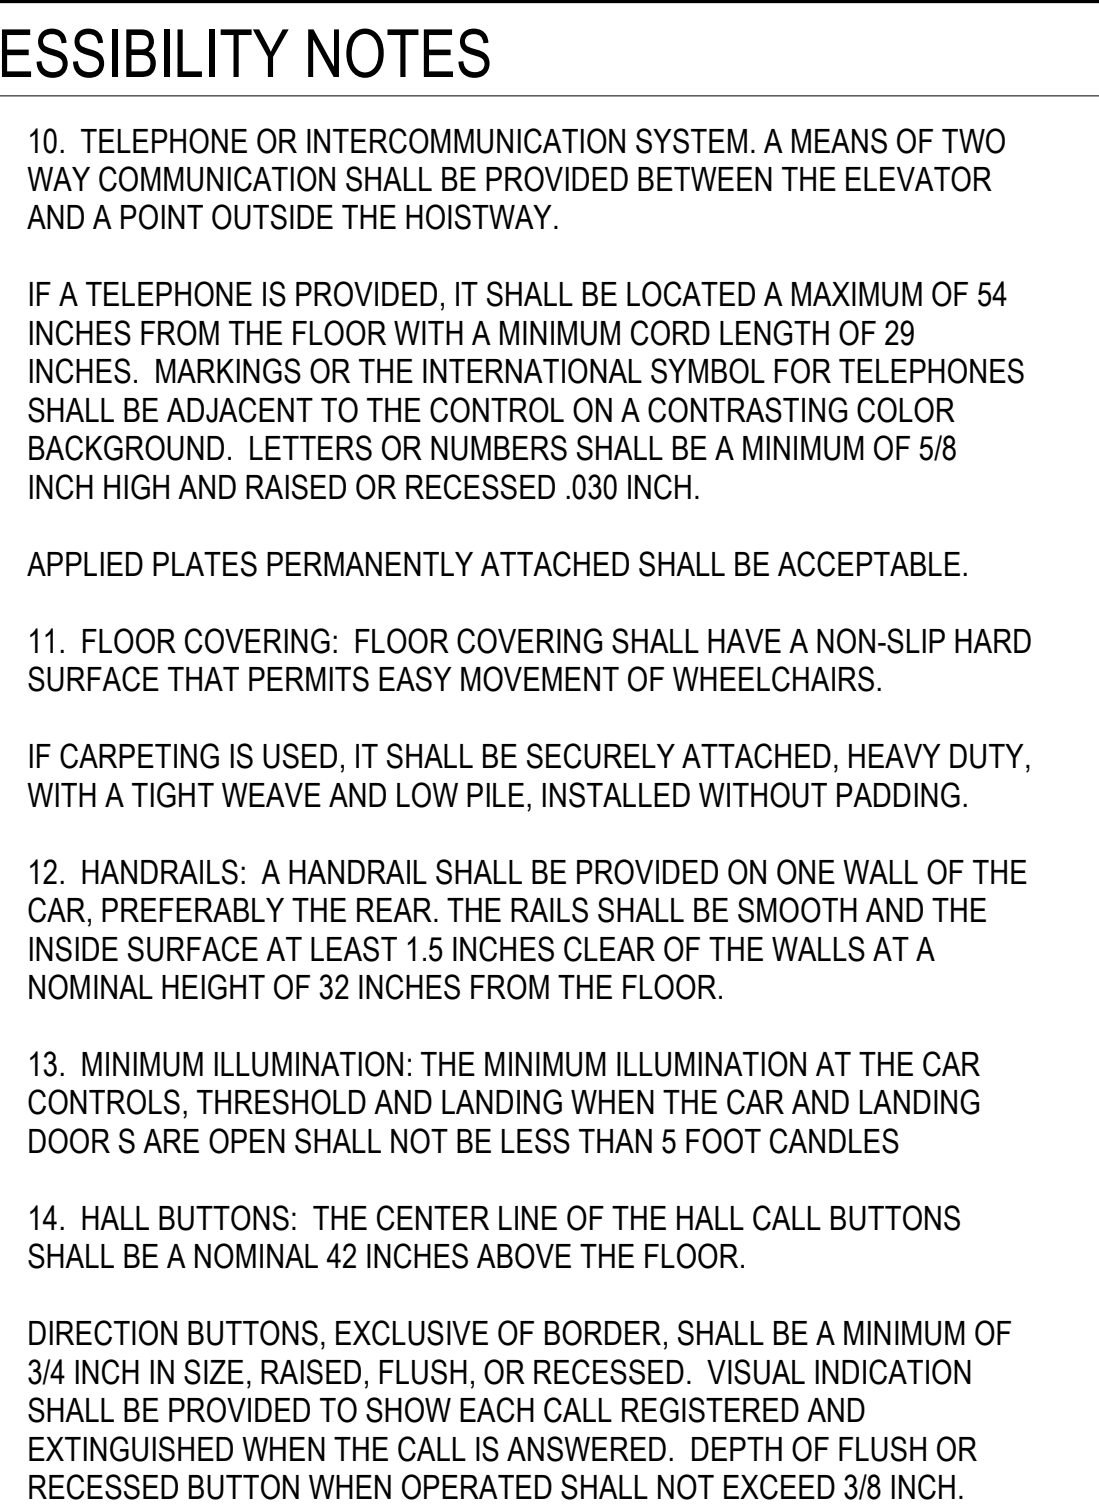 ESSIBILITY NOTES
10. TELEPHONE OR INTERCOMMUNICATION SYSTEM. A MEANS OF TWO
WAY COMMUNICATION SHALL BE PROVIDED BETWEEN THE ELEVATOR
AND A POINT OUTSIDE THE HOISTWAY.
IF A TELEPHONE IS PROVIDED, IT SHALL BE LOCATED A MAXIMUM OF 54
INCHES FROM THE FLOOR WITH A MINIMUM CORD LENGTH OF 29
INCHES. MARKINGS OR THE INTERNATIONAL SYMBOL FOR TELEPHONES
SHALL BE ADJACENT TO THE CONTROL ON A CONTRASTING COLOR
BACKGROUND. LETTERS OR NUMBERS SHALL BE A MINIMUM OF 5/8
INCH HIGH AND RAISED OR RECESSED .030 INCH.
APPLIED PLATES PERMANENTLY ATTACHED SHALL BE ACCEPTABLE.
11. FLOOR COVERING: FLOOR COVERING SHALL HAVE A NON-SLIP HARD
SURFACE THAT PERMITS EASY MOVEMENT OF WHEELCHAIRS.
IF CARPETING IS USED, IT SHALL BE SECURELY ATTACHED, HEAVY DUTY,
WITH A TIGHT WEAVE AND LOW PILE, INSTALLED WITHOUT PADDING.
12. HANDRAILS: A HANDRAIL SHALL BE PROVIDED ON ONE WALL OF THE
CAR, PREFERABLY THE REAR. THE RAILS SHALL BE SMOOTH AND THE
INSIDE SURFACE AT LEAST 1.5 INCHES CLEAR OF THE WALLS AT A
NOMINAL HEIGHT OF 32 INCHES FROM THE FLOOR.
13. MINIMUM ILLUMINATION: THE MINIMUM ILLUMINATION AT THE CAR
CONTROLS, THRESHOLD AND LANDING WHEN THE CAR AND LANDING
DOOR S ARE OPEN SHALL NOT BE LESS THAN 5 FOOT CANDLES
14. HALL BUTTONS: THE CENTER LINE OF THE HALL CALL BUTTONS
SHALL BE A NOMINAL 42 INCHES ABOVE THE FLOOR.
DIRECTION BUTTONS, EXCLUSIVE OF BORDER, SHALL BE A MINIMUM OF
3/4 INCH IN SIZE, RAISED, FLUSH, OR RECESSED. VISUAL INDICATION
SHALL BE PROVIDED TO SHOW EACH CALL REGISTERED AND
EXTINGUISHED WHEN THE CALL IS ANSWERED. DEPTH OF FLUSH OR
RECESSED BUTTON WHEN OPERATED SHALL NOT EXCEED 3/8 INCH.